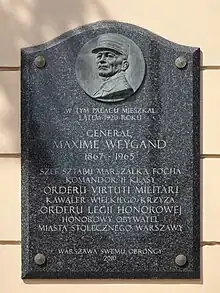 W TYM PAŁACU MIESZKAŁ
LATEM 1920 ROKU
GENERAŁ
MAXIME WEYGAND
1867 - 1965
SZEF SZTABU MARSZAŁKA FOCHA
KOMANDOR II KLASY
ORDERU VIRTUTI MILITARI
KAWALER WIELKIEGO KRZYŻA
ORDERU LEGII HONOROWEJ
HONOROWY OBYWATEL
MIASTA STOŁECZNEGO WARSZAWY
WARSZAWA SWEMU OBROŃCY